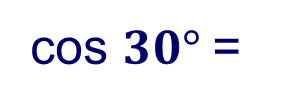 cos 30° =